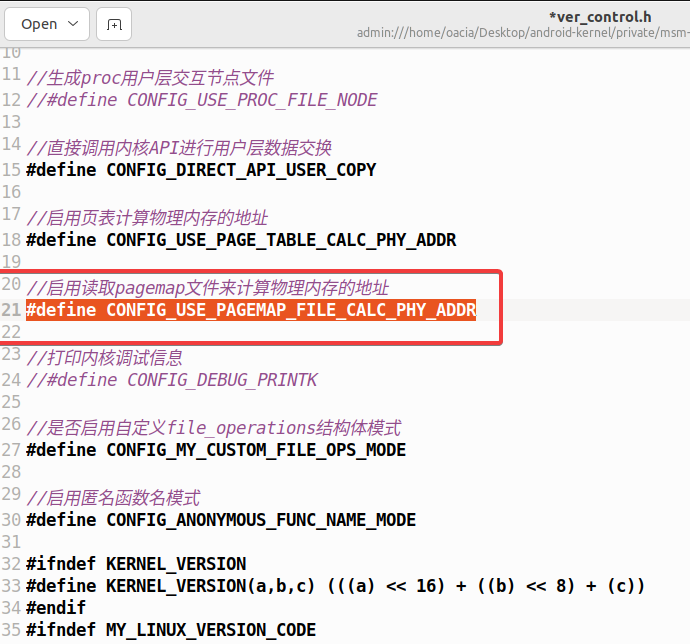 Open
*ver_control.h
admin:///home/oacia/Desktop/android-kernel/private/msm-
10
11 //生成proc用户层交互节点文件
12 //#define CONFIG_USE_PROC_FILE_NODE
13
14 //直接调用内核API进行用户层数据交换
15 #define CONFIG_DIRECT_API_USER_COPY
16
17 //启用页表计算物理内存的地址
18 #define CONFIG_USE_PAGE_TABLE_CALC_PHY_ADDR
19
20 //启用读取pagemap文件来计算物理内存的地址
21 #define CONFIG_USE_PAGEMAP_FILE_CALC_PHY_ADDR
22
23 //打印内核调试信息
24 //#define CONFIG_DEBUG_PRINTK
25
26 //是否启用自定义file_operations结构体模式
27 #define CONFIG_MY_CUSTOM_FILE_OPS_MODE
28
29 //启用匿名函数名模式
30 #define CONFIG_ANONYMOUS_FUNC_NAME_MODE
31
32 #ifndef KERNEL_VERSION
33 #define KERNEL_VERSION(a,b,c) (((a) << 16) + ((b) << 8) + (c))
34 #endif
35 #ifndef MY_LINUX_VERSION_CODE